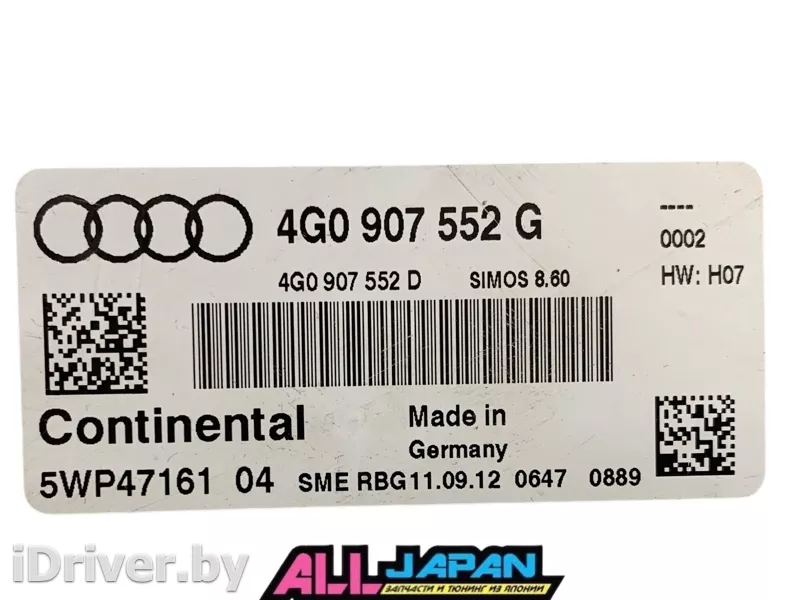 4G0 907 552 G
----
0002
4G0 907 552 D SIMOS 8.60 HW: H07
Continental Made in
Germany
5WP47161 04 SME RBG11.09.12 0647 0889
iDriver.by
ALL JAPAN
ЗАПЧАСТИ И ТЮНИНГ ИЗ ЯПОНИИ